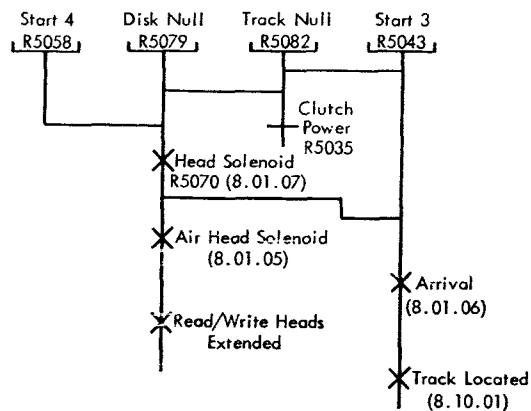 Start 4 Disk Null Track Null Start 3
R5058 R5079 R5082 R5043
Clutch
Power
R5035
Head Solenoid
R5070 (8.01.07)
Air Head Solenoid
(8.01.05)
Arrival
(8.01.06)
Read/Write Heads
Extended
Track Located
(8.10.01)